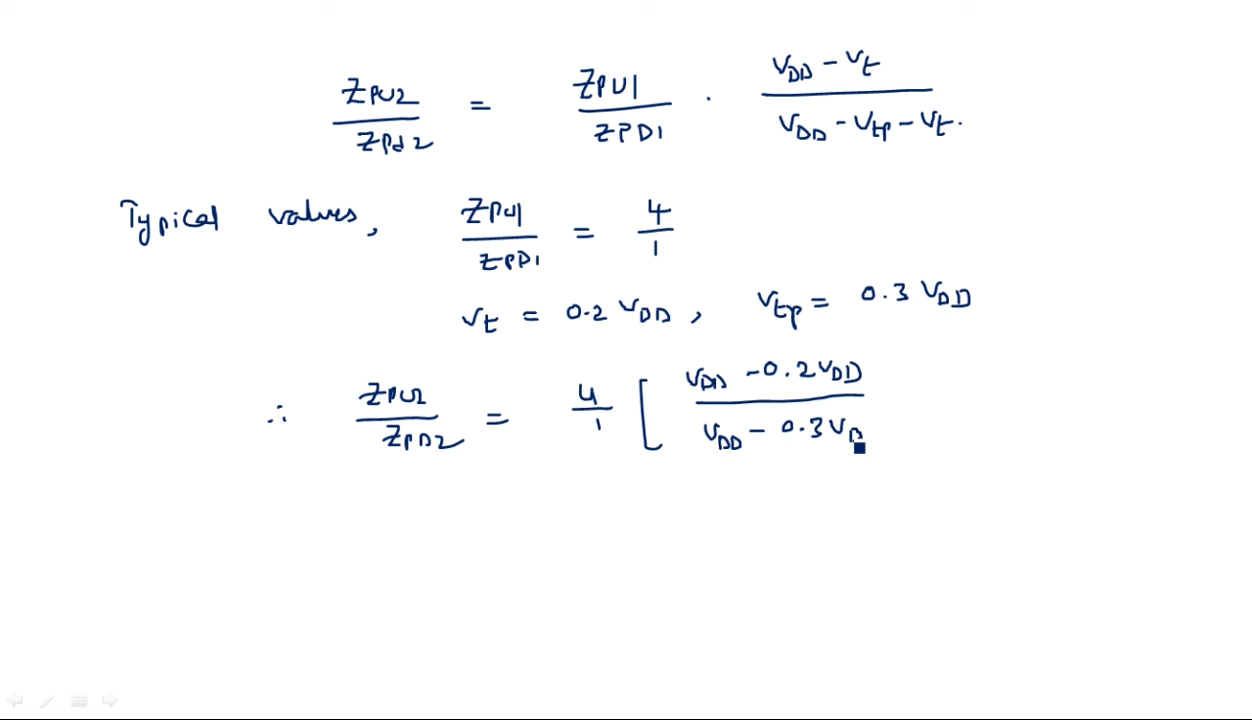 ZPU2 / ZPd2 = ZPU1 / ZPD1 . VDD - Vt / VDD - Vtp - Vt.
Typical values, ZPU1 / ZPD1 = 4 / 1
Vt = 0.2 VDD, Vtp = 0.3 VDD
∴ ZPU2 / ZPD2 = 4 / 1 [ VDD - 0.2VDD / VDD - 0.3VD